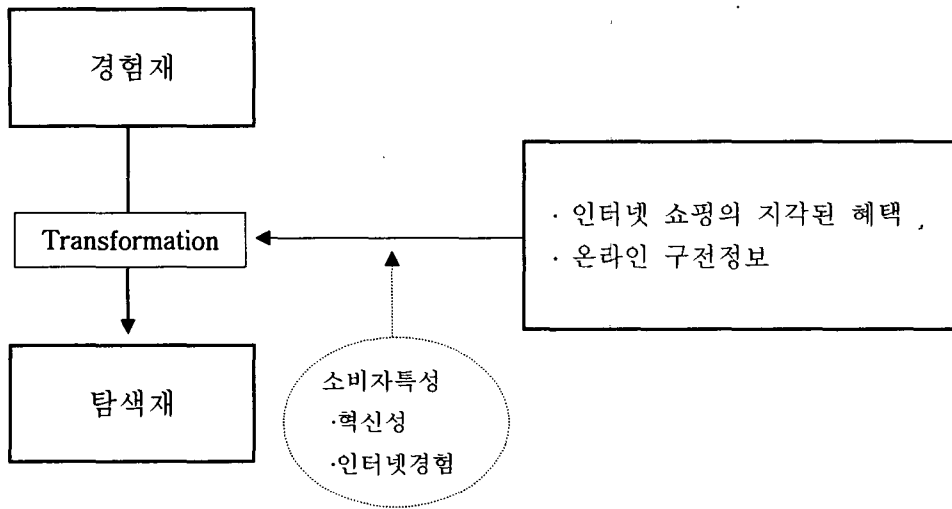 경험재
Transformation
탐색재
· 인터넷 쇼핑의 지각된 혜택
· 온라인 구전정보
소비자특성
·혁신성
·인터넷경험